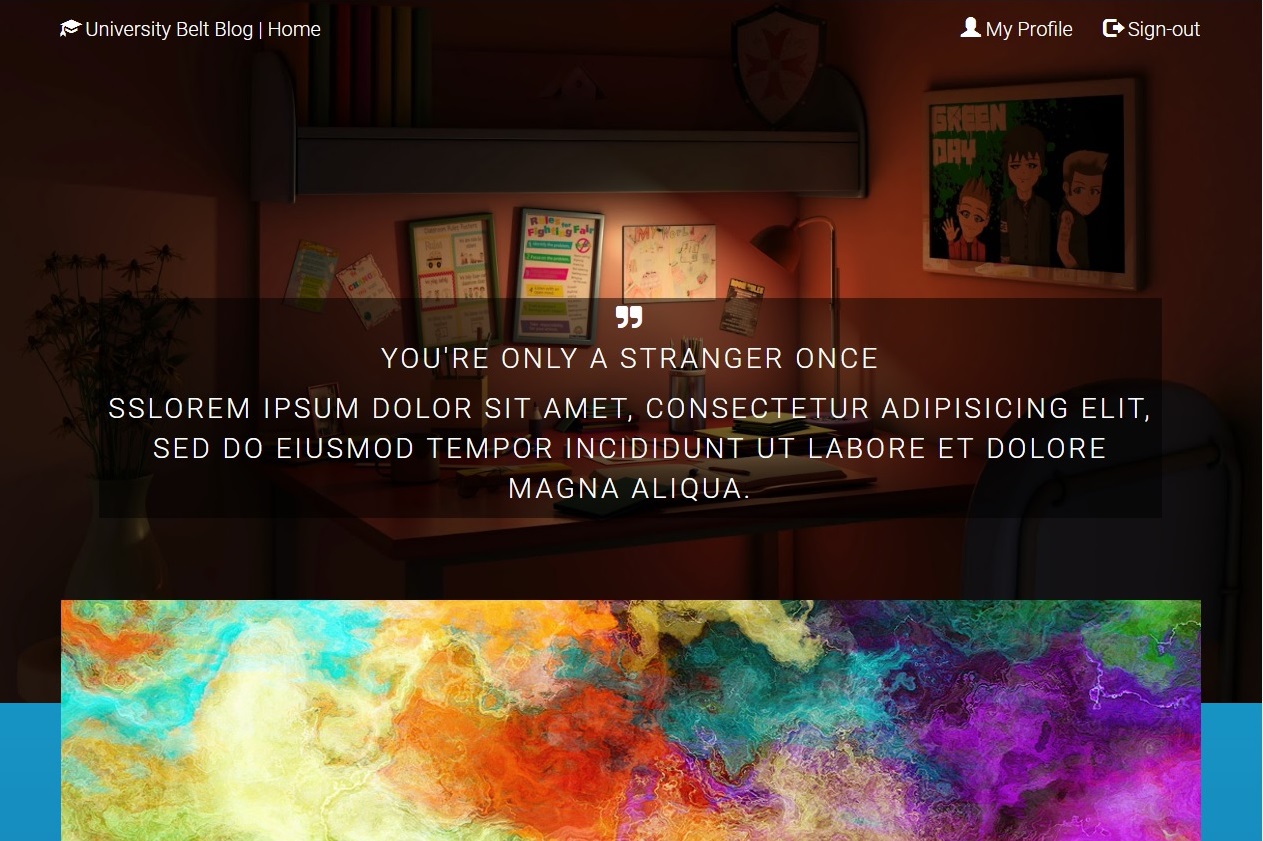 University Belt Blog | Home
My Profile
Sign-out
GREEN
DAY
Rules for
Fighting Fair
YOU'RE ONLY A STRANGER ONCE
SSLOREM IPSUM DOLOR SIT AMET, CONSECTETUR ADIPISICING ELIT,
SED DO EIUSMOD TEMPOR INCIDIDUNT UT LABORE ET DOLORE
MAGNA ALIQUA.